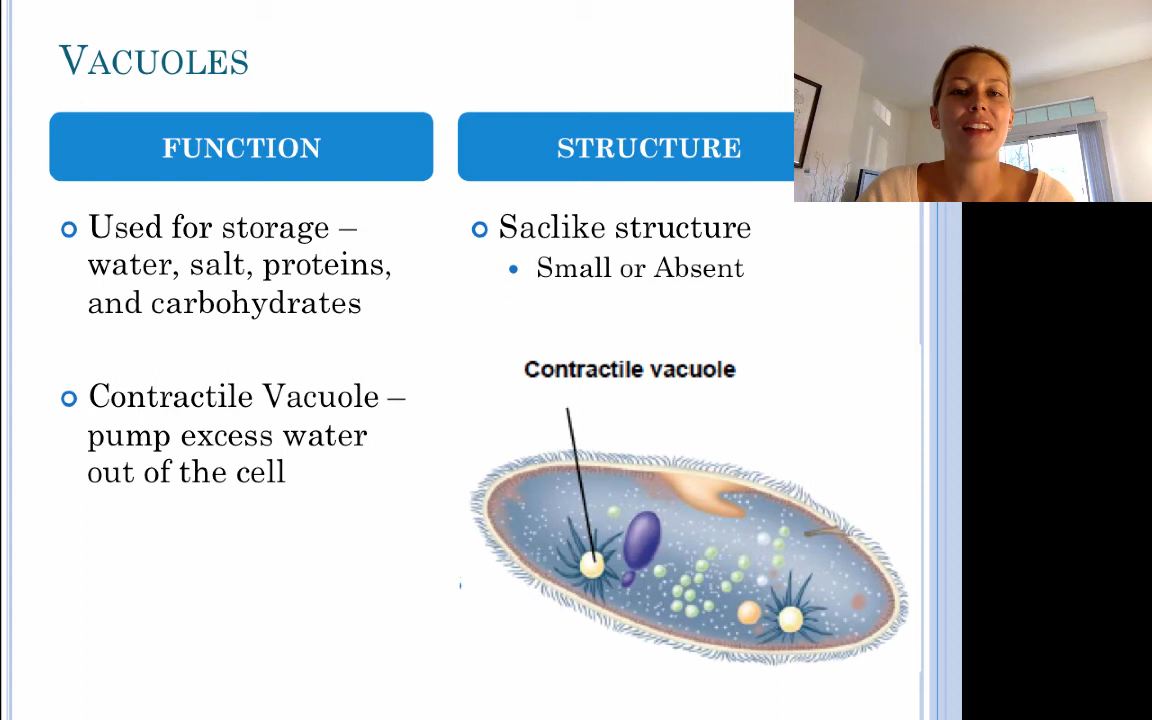 VACUOLES
FUNCTION
STRUCTURE
Used for storage –
water, salt, proteins,
and carbohydrates
Contractile Vacuole –
pump excess water
out of the cell
Saclike structure
Small or Absent
Contractile vacuole